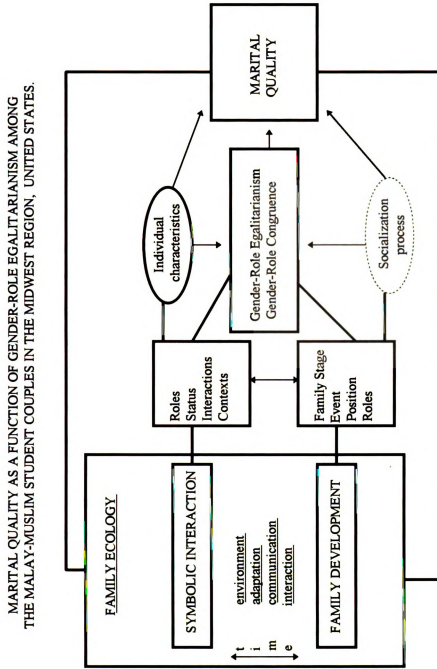 MARITAL QUALITY AS A FUNCTION OF GENDER-ROLE EGALITARIANISM AMONG
THE MALAY-MUSLIM STUDENT COUPLES IN THE MIDWEST REGION, UNITED STATES.
FAMILY ECOLOGY
SYMBOLIC INTERACTION
t
i
m
e
environment
adaptation
communication
interaction
FAMILY DEVELOPMENT
Roles
Status
Interactions
Contexts
Family Stage
Event
Position
Roles
Individual
characteristics
Gender-Role Egalitarianism
Gender-Role Congruence
Socialization
process
MARITAL
QUALITY